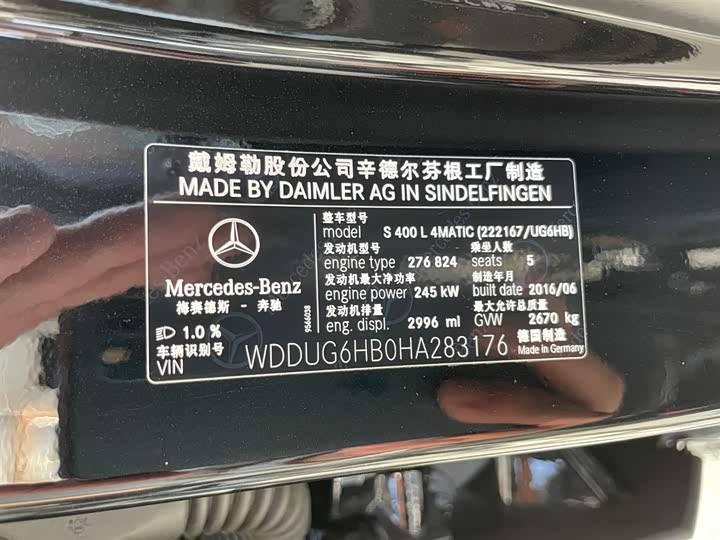 戴姆勒股份公司辛德尔芬根工厂制造
MADE BY DAIMLER AG IN SINDELFINGEN
整车型号
model S 400 L 4MATIC (222167/UG6HB)
发动机型号 乘坐人数
engine type 276 824 seats 5
发动机最大净功率 制造年月
engine power 245 kW built date 2016/06
发动机排量 最大允许总质量
eng. displ. 2996 ml GVW 2670 kg
Mercedes-Benz
梅赛德斯 - 奔驰
9566038
1.0 %
车辆识别号
VIN WDDUG6HB0HA283176
德国制造
Made in Germany